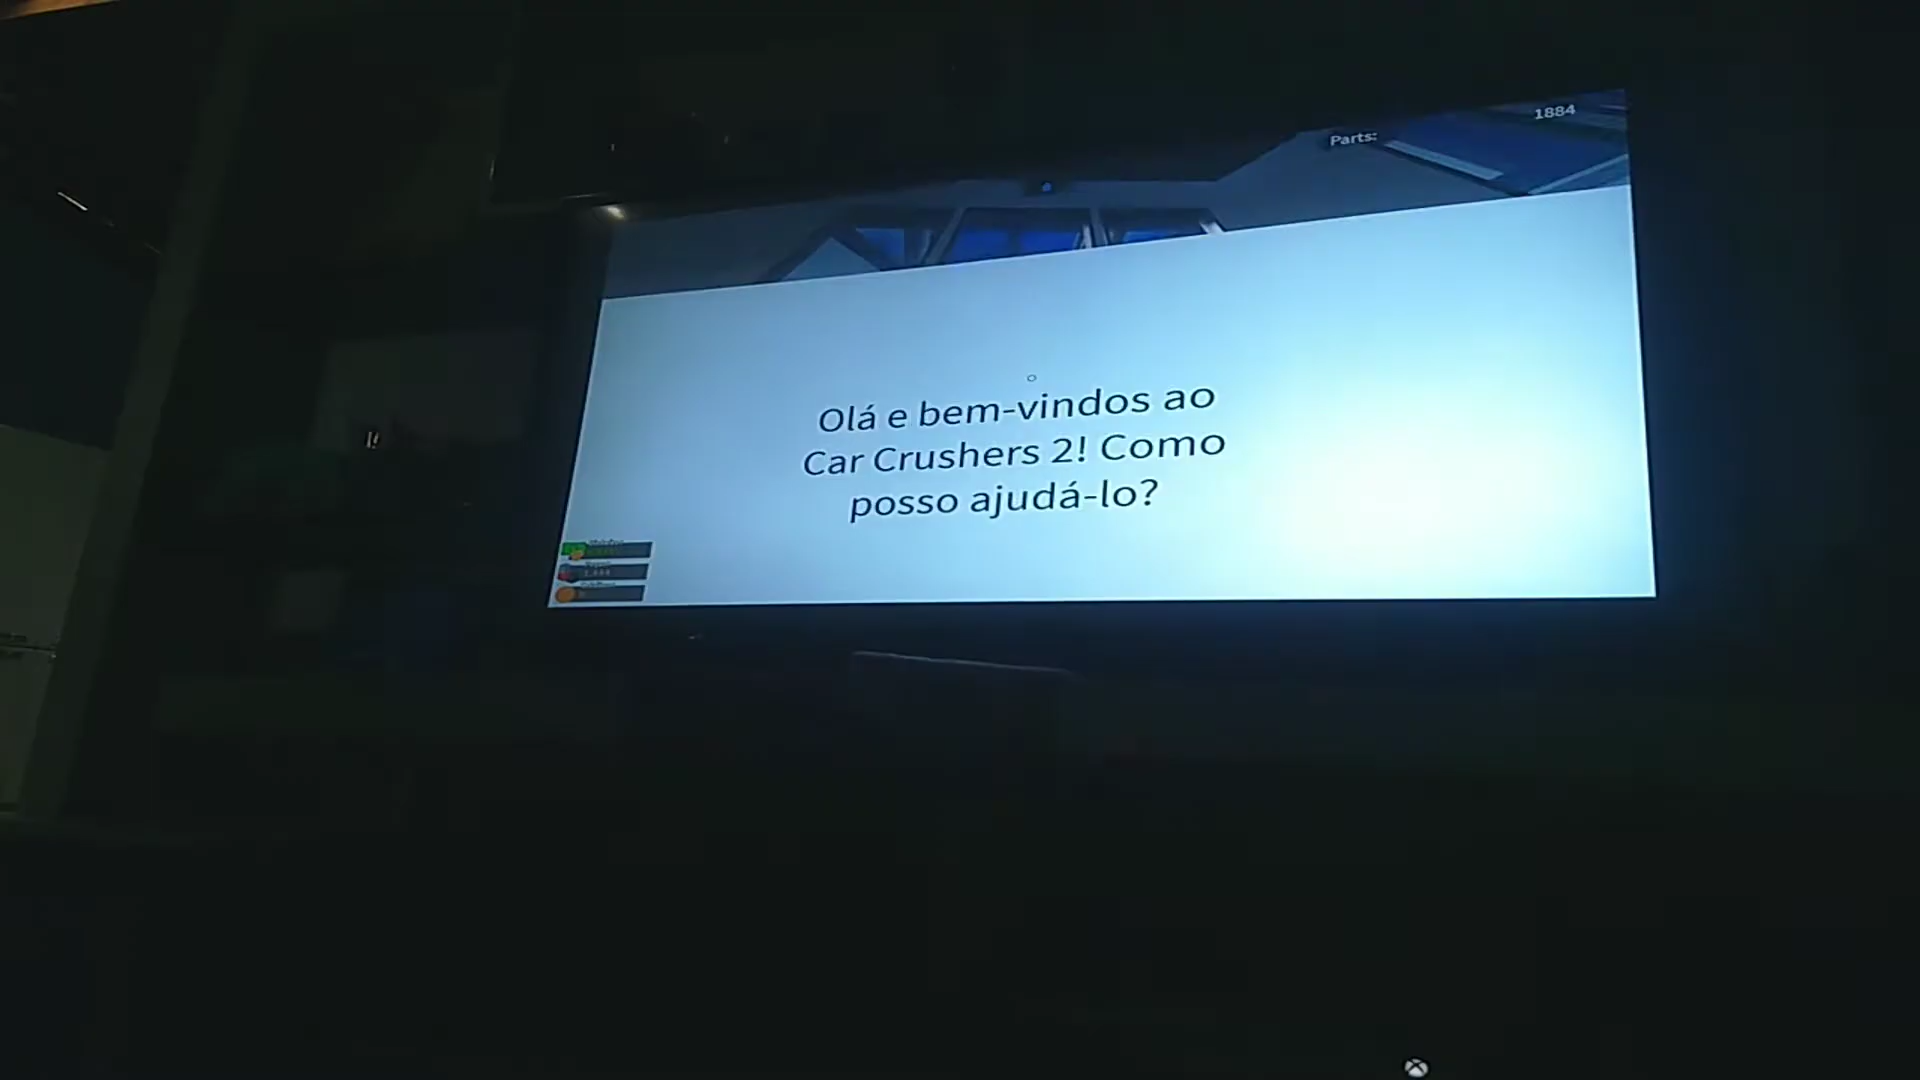 1884
Parts:
Olá e bem-vindos ao
Car Crushers 2! Como
posso ajudá-lo?